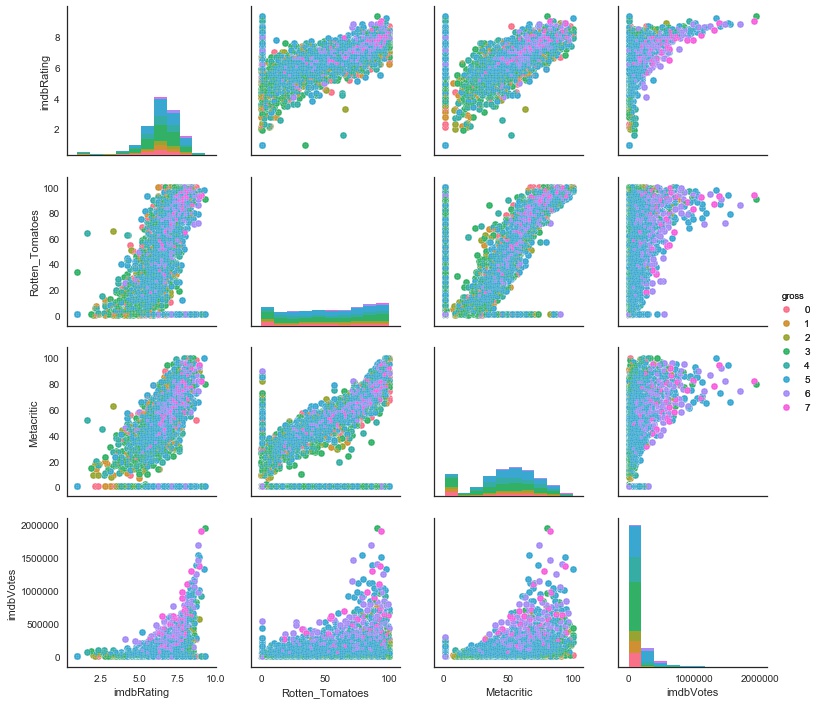 8
6
4
2
imdbRating
100
80
60
40
20
0
Rotten_Tomatoes
100
80
60
40
20
0
Metacritic
2000000
1500000
1000000
500000
0
imdbVotes
2.5 5.0 7.5 10.0
imdbRating
0 50 100
Rotten_Tomatoes
0 50 100
Metacritic
0 1000000 2000000
imdbVotes
gross
0
1
2
3
4
5
6
7